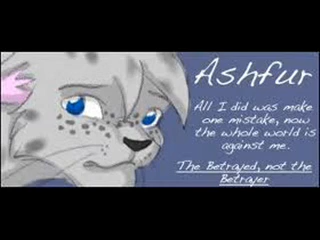 Ashfur
All I did was make
one mistake, now
the whole world is
against me.
The Betrayed, not the
Betrayer